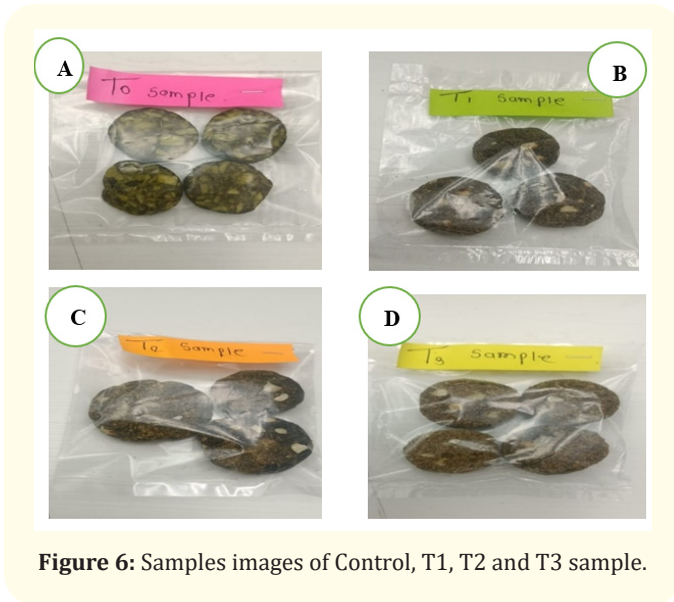 A
To Sample
B
T1 Sample
C
T2 Sample
D
T3 Sample
Figure 6: Samples images of Control, T1, T2 and T3 sample.